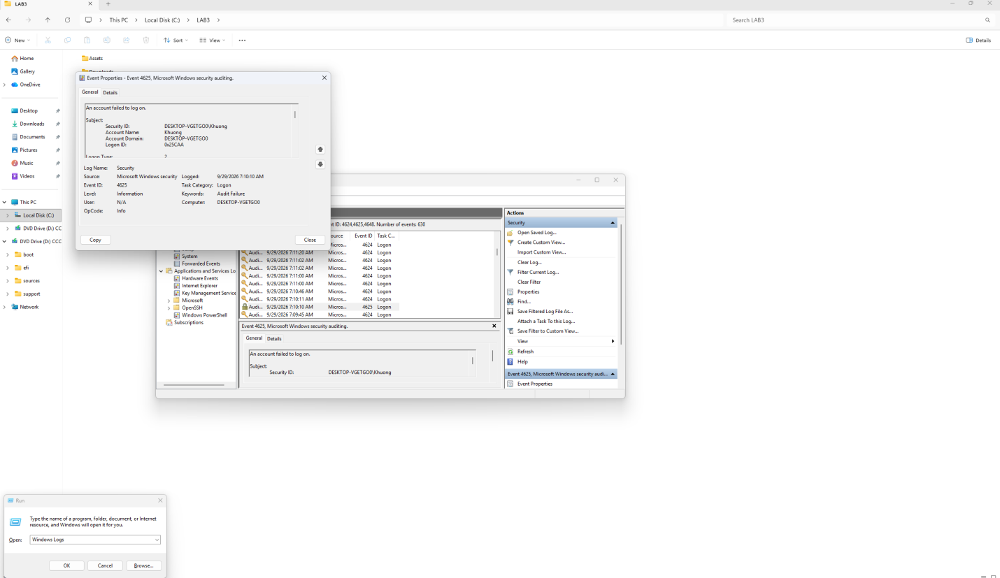 LAB3
This PC Local Disk (C:) LAB3
Search LAB3
New Sort View Details
Home
Gallery
OneDrive
Desktop
Downloads
Documents
Pictures
Music
Videos
This PC
Local Disk (C:)
DVD Drive (D:) CC
DVD Drive (D:) CCC
boot
efi
sources
support
Network
Assets
Downloads
Event Properties - Event 4625, Microsoft Windows security auditing.
General Details
An account failed to log on.
Subject:
Security ID: DESKTOP-VGETGO0\Khuong
Account Name: Khuong
Account Domain: DESKTOP-VGETGO0
Logon ID: 0x25CAA
Logon Type: 2
Log Name: Security
Source: Microsoft Windows security Logged: 9/29/2026 7:10:10 AM
Event ID: 4625 Task Category: Logon
Level: Information Keywords: Audit Failure
User: N/A Computer: DESKTOP-VGETGO0
OpCode: Info
Copy Close
System
Forwarded Events
Applications and Services Lo
Hardware Events
Internet Explorer
Key Management Service
Microsoft
OpenSSH
Windows PowerShell
Subscriptions
ID: 4624,4625,4648. Number of events: 630
Event ID Task C...
Micros... 4624 Logon
Audi... 9/29/2026 7:11:20 AM Micros... 4624 Logon
Audi... 9/29/2026 7:11:02 AM Micros... 4624 Logon
Audi... 9/29/2026 7:11:02 AM Micros... 4624 Logon
Audi... 9/29/2026 7:11:00 AM Micros... 4624 Logon
Audi... 9/29/2026 7:11:00 AM Micros... 4624 Logon
Audi... 9/29/2026 7:10:46 AM Micros... 4624 Logon
Audi... 9/29/2026 7:10:11 AM Micros... 4624 Logon
Audi... 9/29/2026 7:10:10 AM Micros... 4625 Logon
Audi... 9/29/2026 7:09:45 AM Micros... 4624 Logon
Event 4625, Microsoft Windows security auditing.
General Details
An account failed to log on.
Subject:
Security ID: DESKTOP-VGETGO0\Khuong
Actions
Security
Open Saved Log...
Create Custom View...
Import Custom View...
Clear Log...
Filter Current Log...
Clear Filter
Properties
Find...
Save Filtered Log File As...
Attach a Task To this Log...
Save Filter to Custom View...
View
Refresh
Help
Event 4625, Microsoft Windows security audi...
Event Properties
Run
Type the name of a program, folder, document, or Internet
resource, and Windows will open it for you.
Open: Windows Logs
OK Cancel Browse...